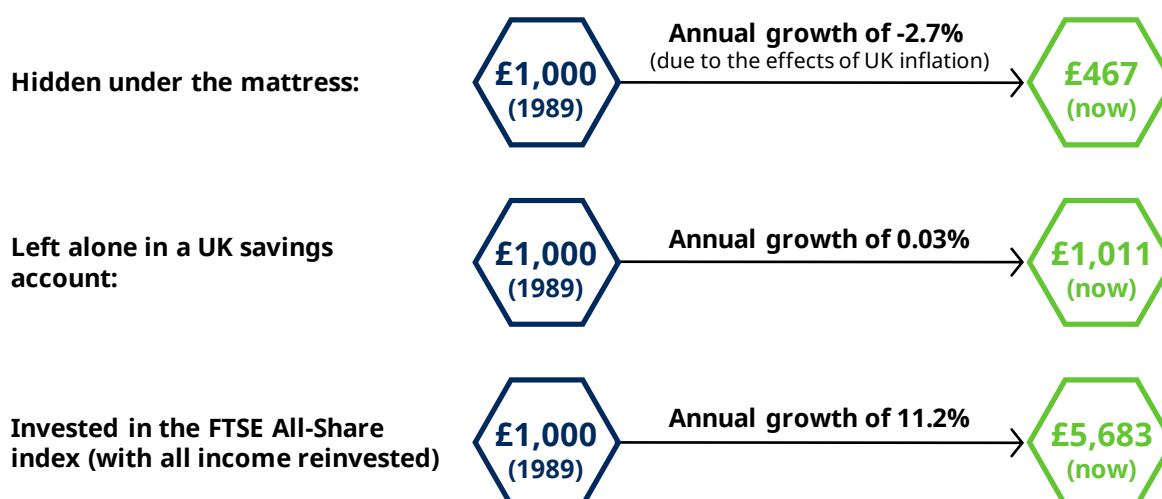 Hidden under the mattress:
£1,000
(1989)
Annual growth of -2.7%
(due to the effects of UK inflation)
£467
(now)
Left alone in a UK savings
account:
£1,000
(1989)
Annual growth of 0.03%
£1,011
(now)
Invested in the FTSE All-Share
index (with all income reinvested)
£1,000
(1989)
Annual growth of 11.2%
£5,683
(now)